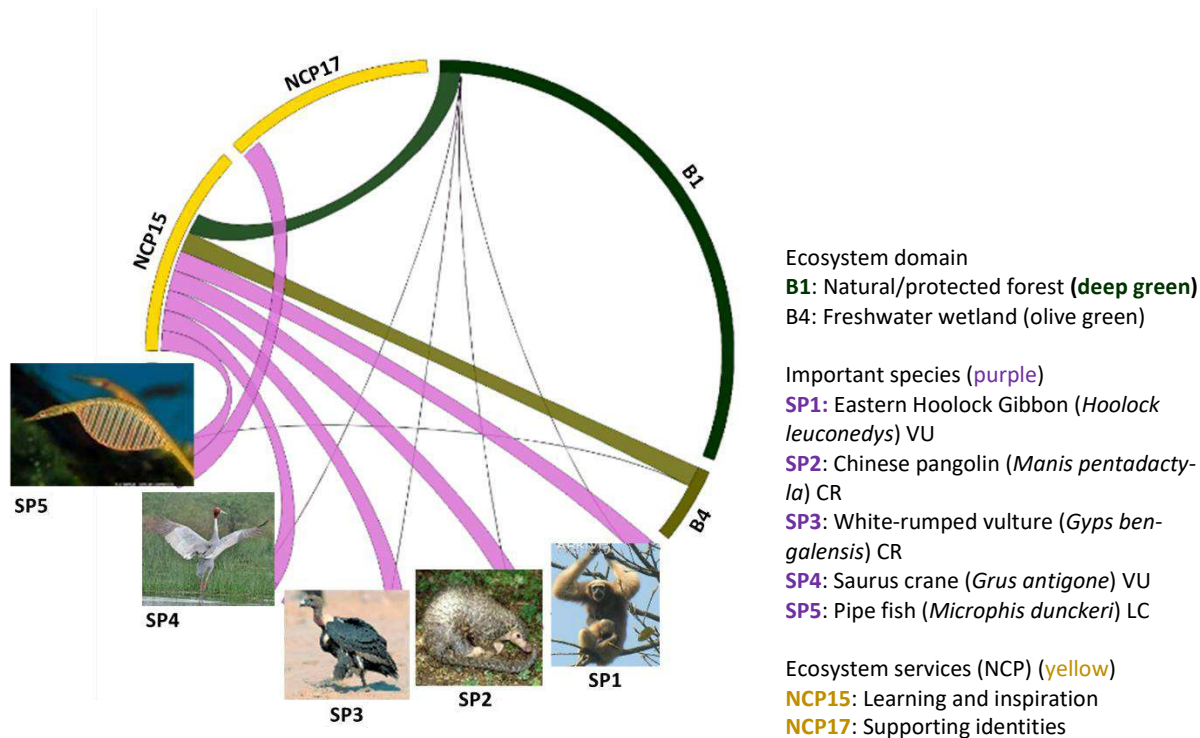 NCP17
B1
NCP15
B4
SP5
SP4
SP3
SP2
SP1
Ecosystem domain
B1: Natural/protected forest (deep green)
B4: Freshwater wetland (olive green)
Important species (purple)
SP1: Eastern Hoolock Gibbon (Hoolock
leuconedys) VU
SP2: Chinese pangolin (Manis pentadacty-
la) CR
SP3: White-rumped vulture (Gyps ben-
galensis) CR
SP4: Saurus crane (Grus antigone) VU
SP5: Pipe fish (Microphis dunckeri) LC
Ecosystem services (NCP) (yellow)
NCP15: Learning and inspiration
NCP17: Supporting identities